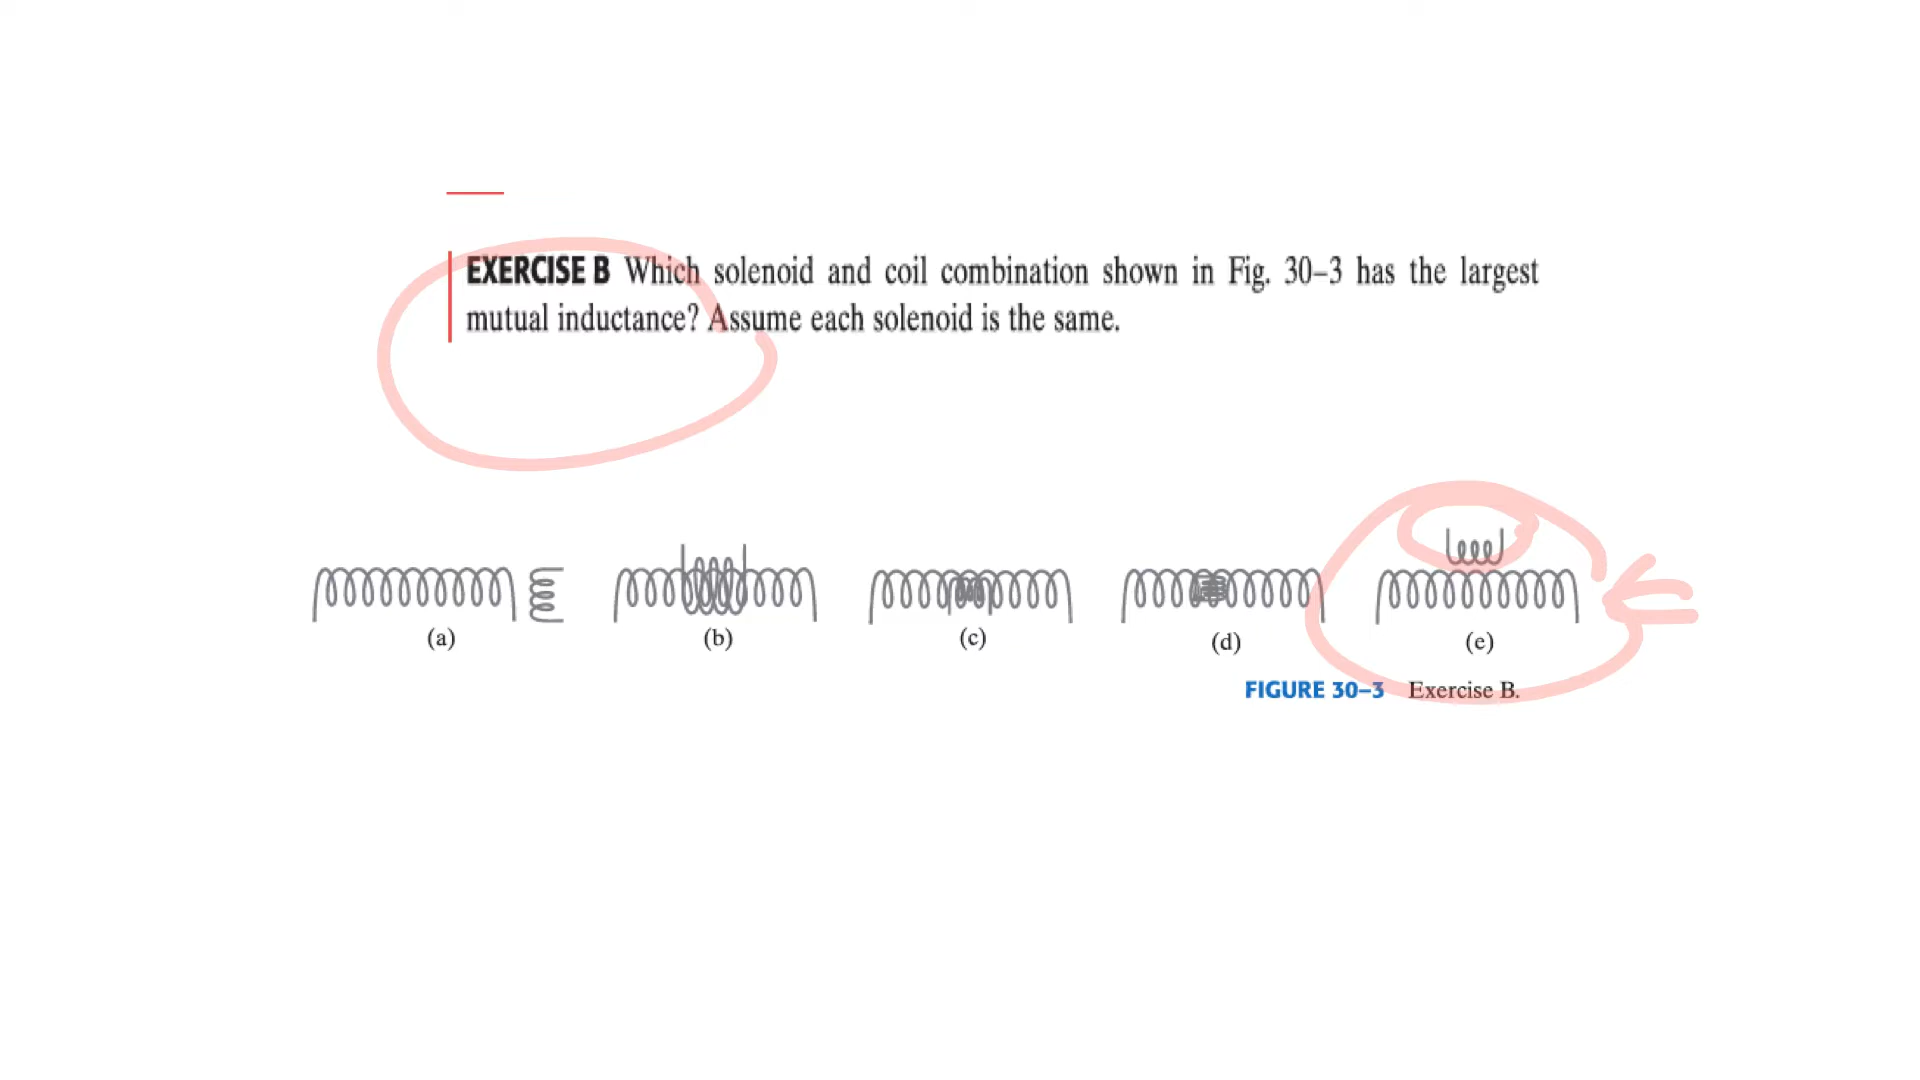 EXERCISE B Which solenoid and coil combination shown in Fig. 30–3 has the largest
mutual inductance? Assume each solenoid is the same.
(a)
(b)
(c)
(d)
(e)
FIGURE 30–3 Exercise B.